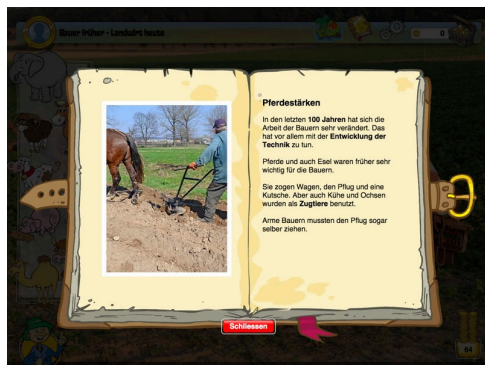 Bauer früher - Landwirt heute
0
Pferdestärken
In den letzten 100 Jahren hat sich die
Arbeit der Bauern sehr verändert. Das
hat vor allem mit der Entwicklung der
Technik zu tun.
Pferde und auch Esel waren früher sehr
wichtig für die Bauern.
Sie zogen Wagen, den Pflug und eine
Kutsche. Aber auch Kühe und Ochsen
wurden als Zugtiere benutzt.
Arme Bauern mussten den Pflug sogar
selber ziehen.
Schliessen
64